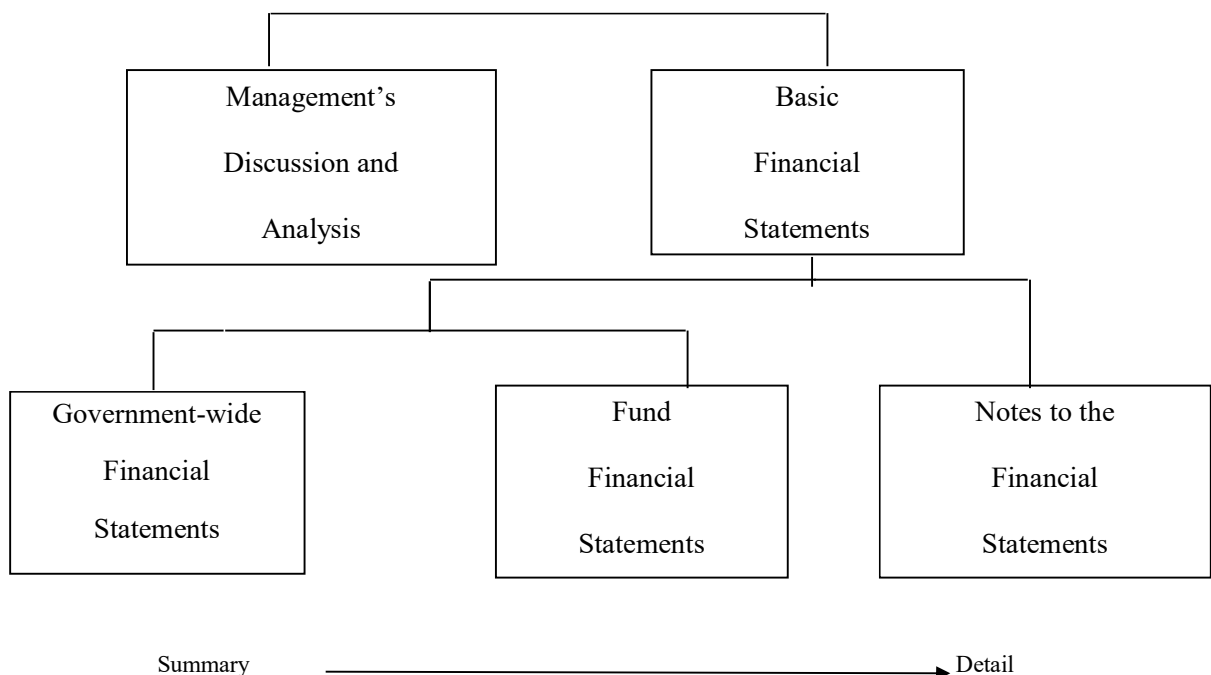 Management’s
Discussion and
Analysis
Basic
Financial
Statements
Government-wide
Financial
Statements
Fund
Financial
Statements
Notes to the
Financial
Statements
Summary
Detail